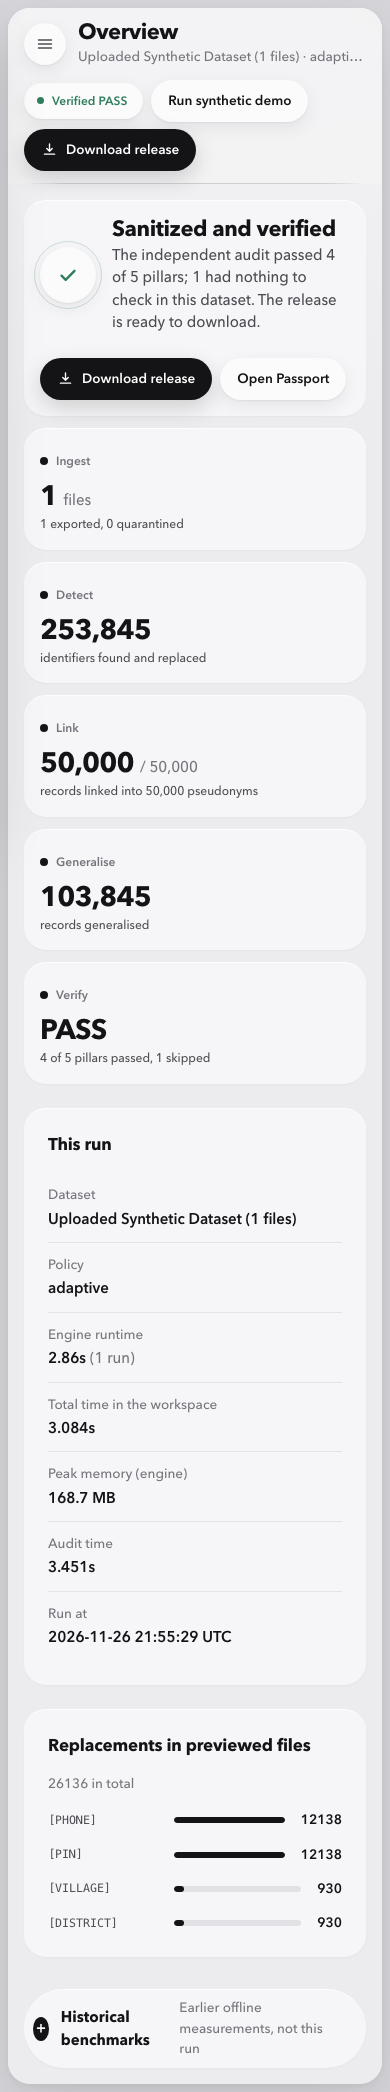 Overview
Uploaded Synthetic Dataset (1 files) · adapti...
Verified PASS
Run synthetic demo
Download release
Sanitized and verified
The independent audit passed 4
of 5 pillars; 1 had nothing to
check in this dataset. The release
is ready to download.
Download release
Open Passport
Ingest
1 files
1 exported, 0 quarantined
Detect
253,845
identifiers found and replaced
Link
50,000 / 50,000
records linked into 50,000 pseudonyms
Generalise
103,845
records generalised
Verify
PASS
4 of 5 pillars passed, 1 skipped
This run
Dataset
Uploaded Synthetic Dataset (1 files)
Policy
adaptive
Engine runtime
2.86s (1 run)
Total time in the workspace
3.084s
Peak memory (engine)
168.7 MB
Audit time
3.451s
Run at
2026-11-26 21:55:29 UTC
Replacements in previewed files
26136 in total
[PHONE] 12138
[PIN] 12138
[VILLAGE] 930
[DISTRICT] 930
Historical
benchmarks
Earlier offline
measurements, not this
run